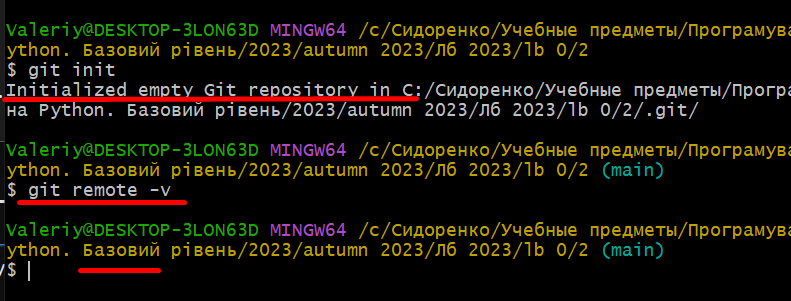 Valeriy@DESKTOP-3LON63D MINGW64 /c/Сидоренко/Учебные предметы/Програмува
ython. Базовий рівень/2023/autumn 2023/Лб 2023/lb 0/2
$ git init
Initialized empty Git repository in C:/Сидоренко/Учебные предметы/Програ
на Python. Базовий рівень/2023/autumn 2023/Лб 2023/lb 0/2/.git/
Valeriy@DESKTOP-3LON63D MINGW64 /c/Сидоренко/Учебные предметы/Програмува
ython. Базовий рівень/2023/autumn 2023/Лб 2023/lb 0/2 (main)
$ git remote -v
Valeriy@DESKTOP-3LON63D MINGW64 /c/Сидоренко/Учебные предметы/Програмува
ython. Базовий рівень/2023/autumn 2023/Лб 2023/lb 0/2 (main)
$